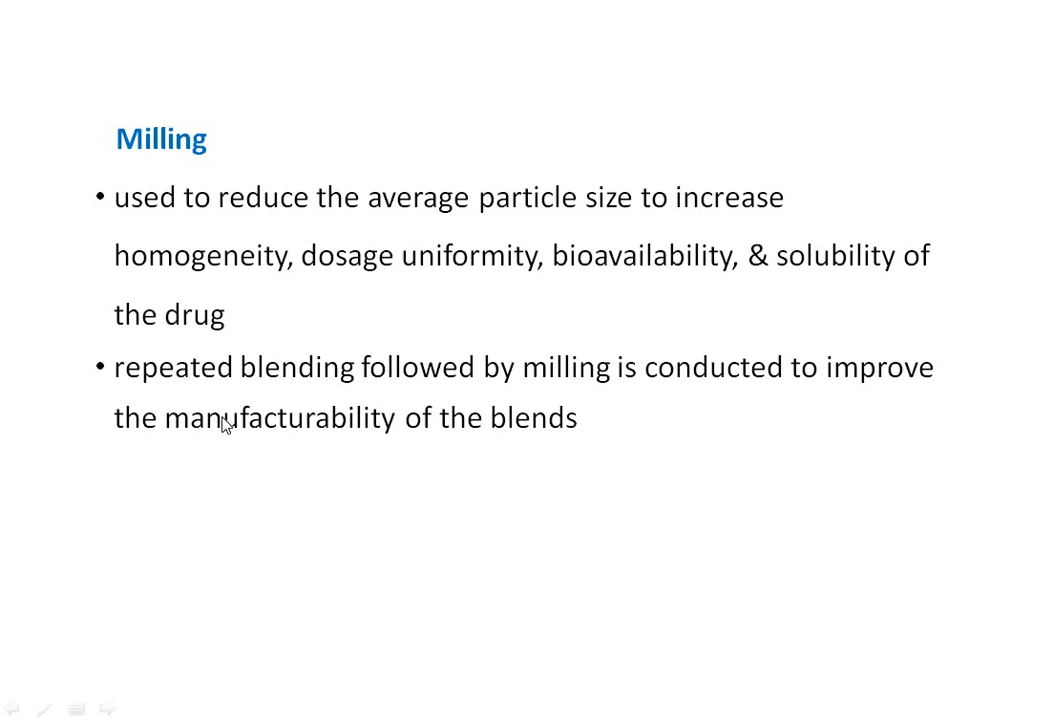 Milling
• used to reduce the average particle size to increase
homogeneity, dosage uniformity, bioavailability, & solubility of
the drug
• repeated blending followed by milling is conducted to improve
the manufacturability of the blends